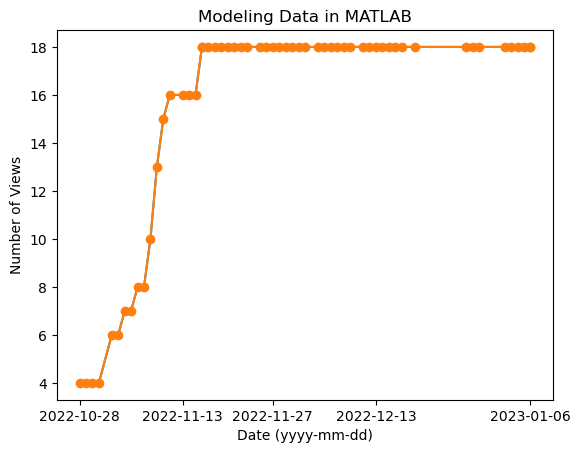 Modeling Data in MATLAB
Number of Views
18
16
14
12
10
8
6
4
2022-10-28 2022-11-13 2022-11-27 2022-12-13 2023-01-06
Date (yyyy-mm-dd)